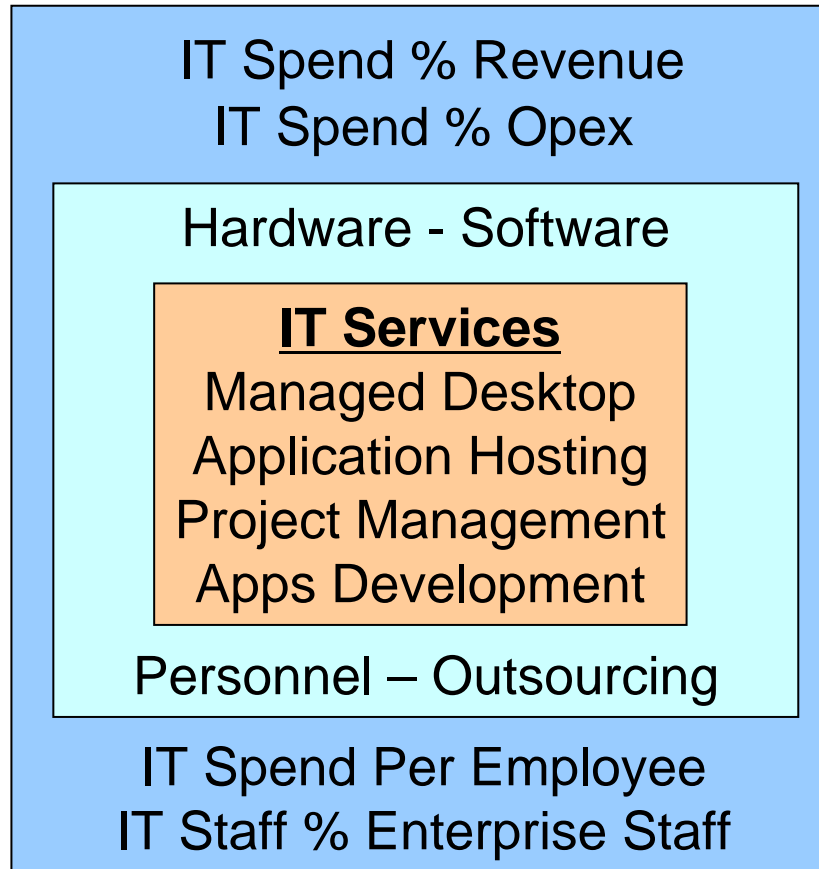 IT Spend % Revenue
IT Spend % Opex
Hardware - Software
IT Services
Managed Desktop
Application Hosting
Project Management
Apps Development
Personnel – Outsourcing
IT Spend Per Employee
IT Staff % Enterprise Staff